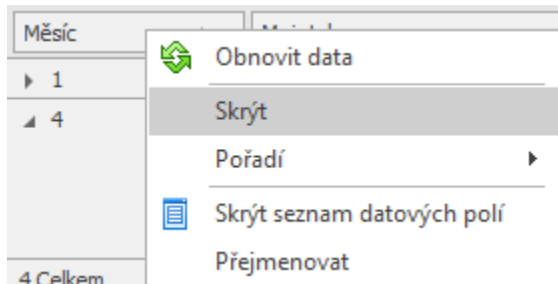 Měsíc
Obnovit data
1
Skrýt
4
Pořadí
Skrýt seznam datových polí
Přejmenovat
4 Celkem